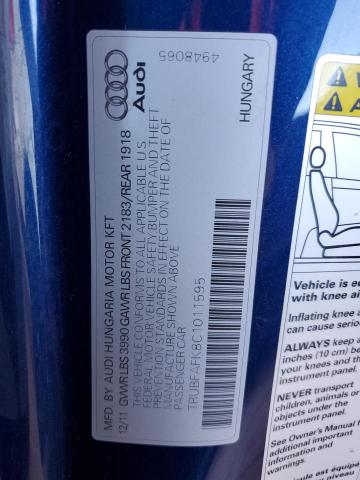 Audi
4948065
HUNGARY
MFD. BY AUDI HUNGARIA MOTOR KFT
12/11 GVWR LBS 3990 GAWR LBS FRONT 2183/REAR 1918
THIS VEHICLE CONFORMS TO ALL APPLICABLE U.S.
FEDERAL MOTOR VEHICLE SAFETY BUMPER AND THEFT
PREVENTION STANDARDS IN EFFECT ON THE DATE OF
MANUFACTURE SHOWN ABOVE
PASSENGER CAR
TRUBFAFK8C1011595
Vehicle is
with knee a
Inflating knee a
can cause seri
ALWAYS keep a
inches (10 cm) b
instrument panel.
NEVER transport
children, animals o
objects under the
instrument panel.
See Owner's Manual f
additional important
information and
warnings.
est équipé
niveau